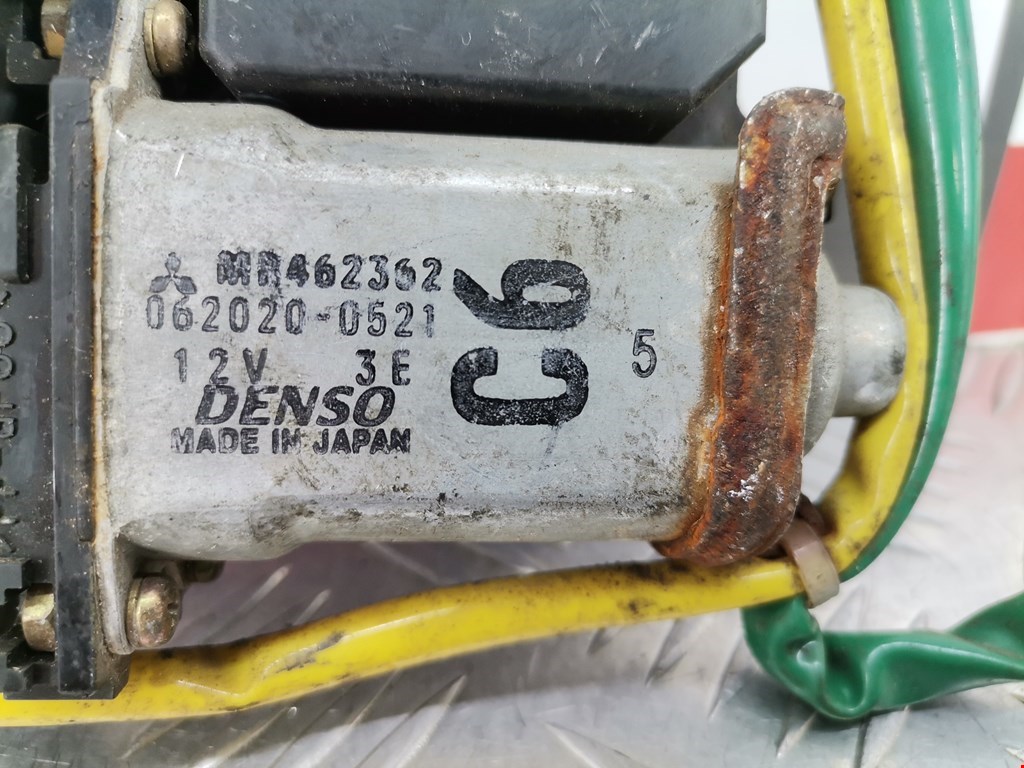 MR462362
062020-0521
12V 3E
DENSO
MADE IN JAPAN
C6
5